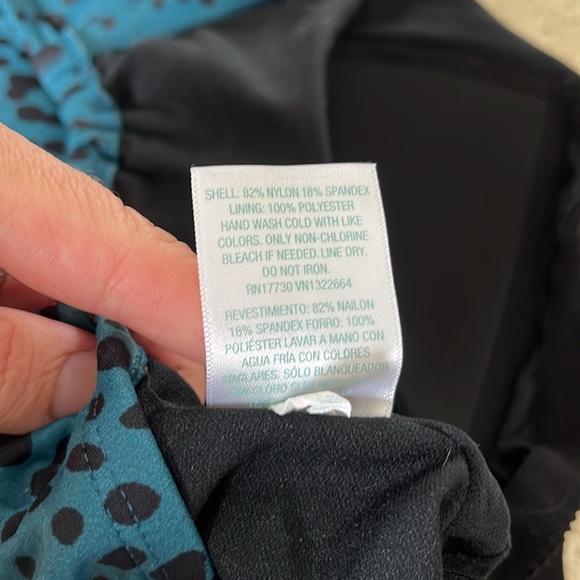 SHELL: 82% NYLON 18% SPANDEX
LINING: 100% POLYESTER
HAND WASH COLD WITH LIKE
COLORS. ONLY NON-CHLORINE
BLEACH IF NEEDED. LINE DRY.
DO NOT IRON.
RN17730 VN1322664
REVESTIMIENTO: 82% NAILON
18% SPANDEX FORRO: 100%
POLIÉSTER LAVAR A MANO CON
AGUA FRÍA CON COLORES
SIMILARES. SÓLO BLANQUEADOR
CLORO